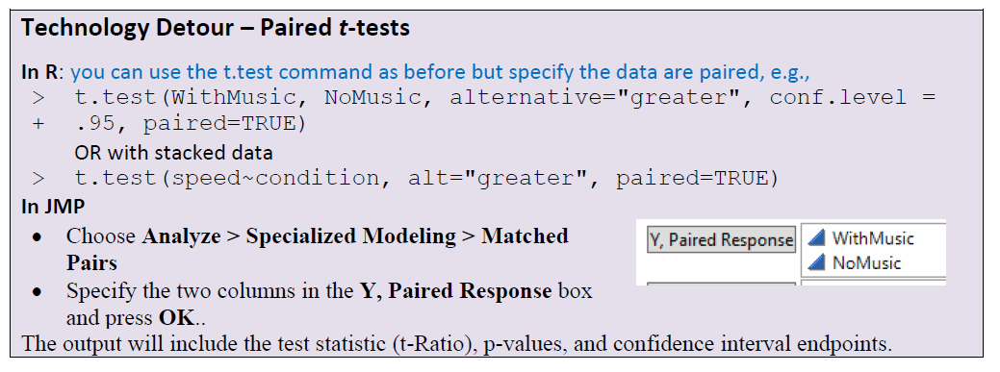 Technology Detour – Paired t-tests
In R: you can use the t.test command as before but specify the data are paired, e.g.,
> t.test(WithMusic, NoMusic, alternative="greater", conf.level =
+ .95, paired=TRUE)
OR with stacked data
> t.test(speed~condition, alt="greater", paired=TRUE)
In JMP
• Choose Analyze > Specialized Modeling > Matched
Pairs
• Specify the two columns in the Y, Paired Response box
and press OK..
Y, Paired Response
WithMusic
NoMusic
The output will include the test statistic (t-Ratio), p-values, and confidence interval endpoints.